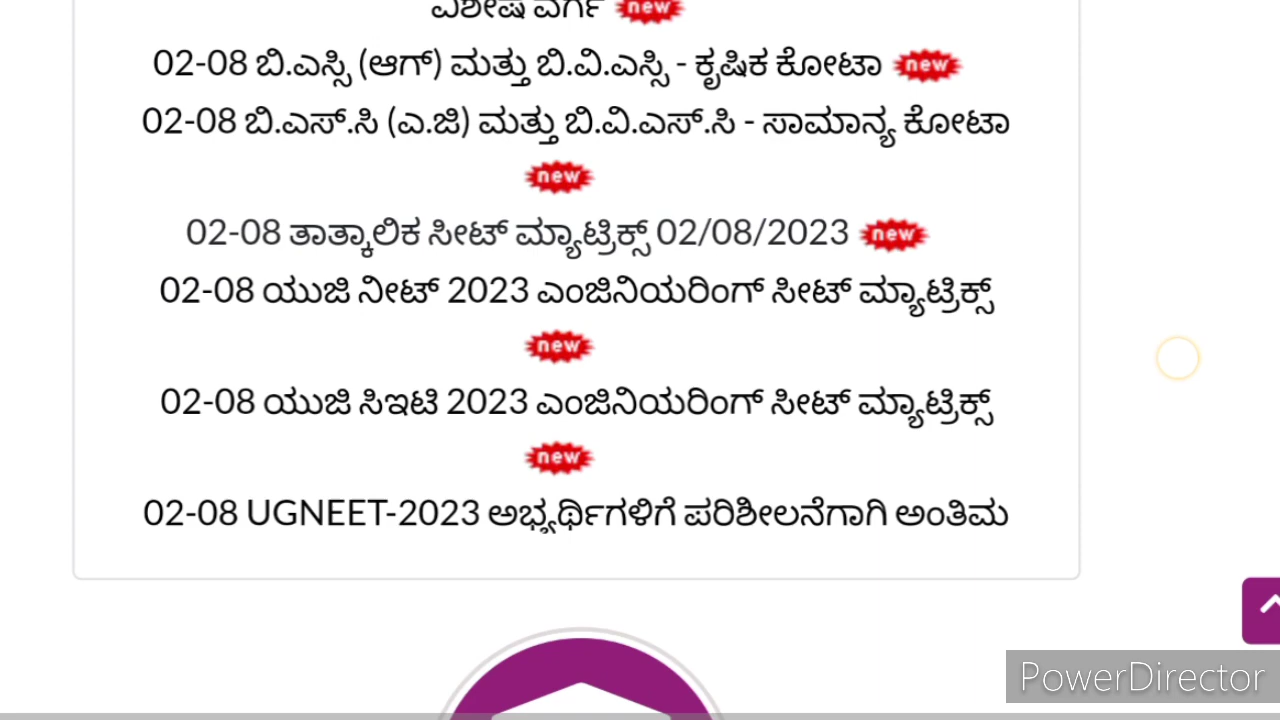 ವಿಶೇಷ ವರ್ಗ new
02-08 ಬಿ.ಎಸ್ಸಿ (ಆಗ್) ಮತ್ತು ಬಿ.ವಿ.ಎಸ್ಸಿ - ಕೃಷಿಕ ಕೋಟಾ new
02-08 ಬಿ.ಎಸ್.ಸಿ (ಎ.ಜಿ) ಮತ್ತು ಬಿ.ವಿ.ಎಸ್.ಸಿ - ಸಾಮಾನ್ಯ ಕೋಟಾ
new
02-08 ತಾತ್ಕಾಲಿಕ ಸೀಟ್ ಮ್ಯಾಟ್ರಿಕ್ಸ್ 02/08/2023 new
02-08 ಯುಜಿ ನೀಟ್ 2023 ಎಂಜಿನಿಯರಿಂಗ್ ಸೀಟ್ ಮ್ಯಾಟ್ರಿಕ್ಸ್
new
02-08 ಯುಜಿ ಸಿಇಟಿ 2023 ಎಂಜಿನಿಯರಿಂಗ್ ಸೀಟ್ ಮ್ಯಾಟ್ರಿಕ್ಸ್
new
02-08 UGNEET-2023 ಅಭ್ಯರ್ಥಿಗಳಿಗೆ ಪರಿಶೀಲನೆಗಾಗಿ ಅಂತಿಮ
PowerDirector